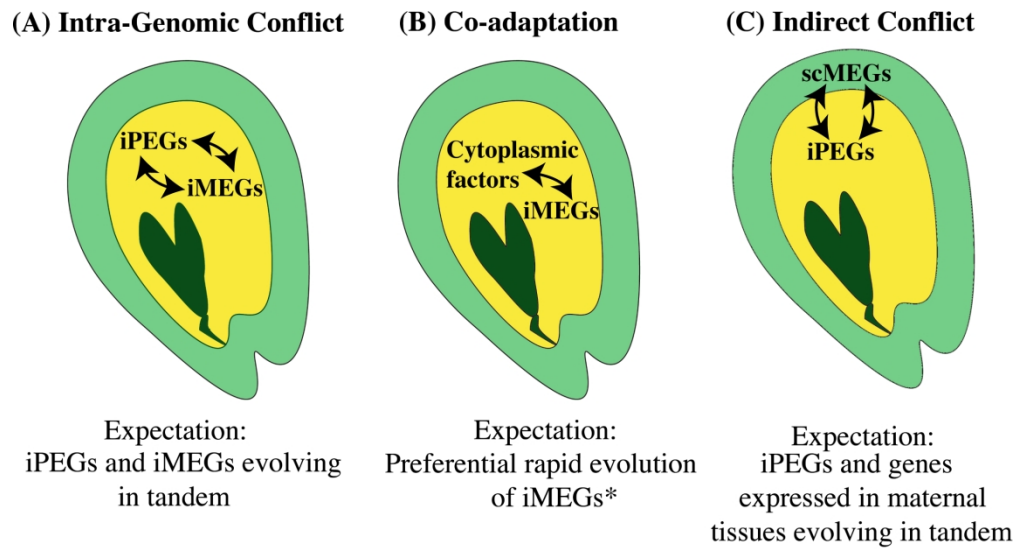 (A) Intra-Genomic Conflict
iPEGs
iMEGs
Expectation:
iPEGs and iMEGs evolving
in tandem
(B) Co-adaptation
Cytoplasmic
factors
iMEGs
Expectation:
Preferential rapid evolution
of iMEGs*
(C) Indirect Conflict
scMEGs
iPEGs
Expectation:
iPEGs and genes
expressed in maternal
tissues evolving in tandem